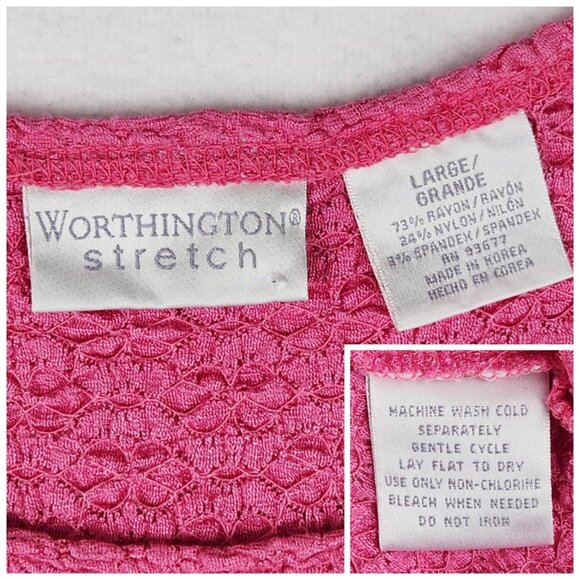 WORTHINGTON®
stretch
LARGE/
GRANDE
73% RAYON/RAYÓN
24% NYLON/NILÓN
3% SPANDEX/SPANDEX
RN 93677
MADE IN KOREA
HECHO EN COREA
MACHINE WASH COLD
SEPARATELY
GENTLE CYCLE
LAY FLAT TO DRY
USE ONLY NON-CHLORINE
BLEACH WHEN NEEDED
DO NOT IRON